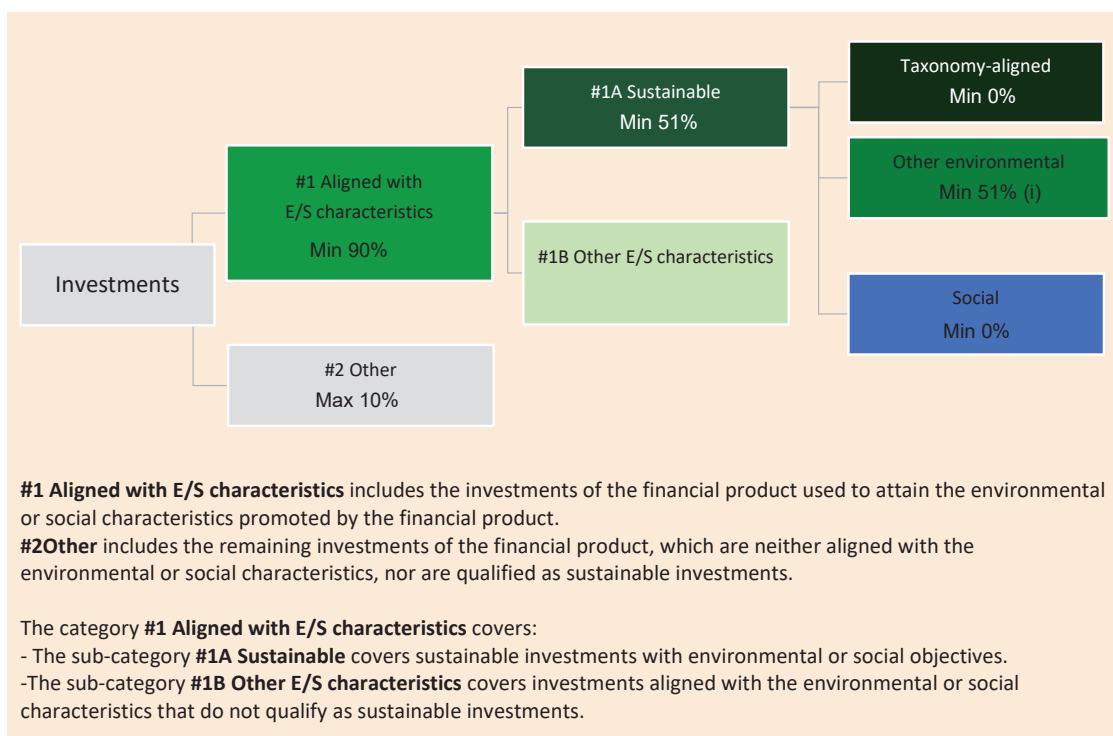 Taxonomy-aligned
Min 0%
#1A Sustainable
Min 51%
Other environmental
Min 51% (i)
#1 Aligned with
E/S characteristics
Min 90%
#1B Other E/S characteristics
Investments
Social
Min 0%
#2 Other
Max 10%
#1 Aligned with E/S characteristics includes the investments of the financial product used to attain the environmental
or social characteristics promoted by the financial product.
#2Other includes the remaining investments of the financial product, which are neither aligned with the
environmental or social characteristics, nor are qualified as sustainable investments.
The category #1 Aligned with E/S characteristics covers:
- The sub-category #1A Sustainable covers sustainable investments with environmental or social objectives.
-The sub-category #1B Other E/S characteristics covers investments aligned with the environmental or social
characteristics that do not qualify as sustainable investments.